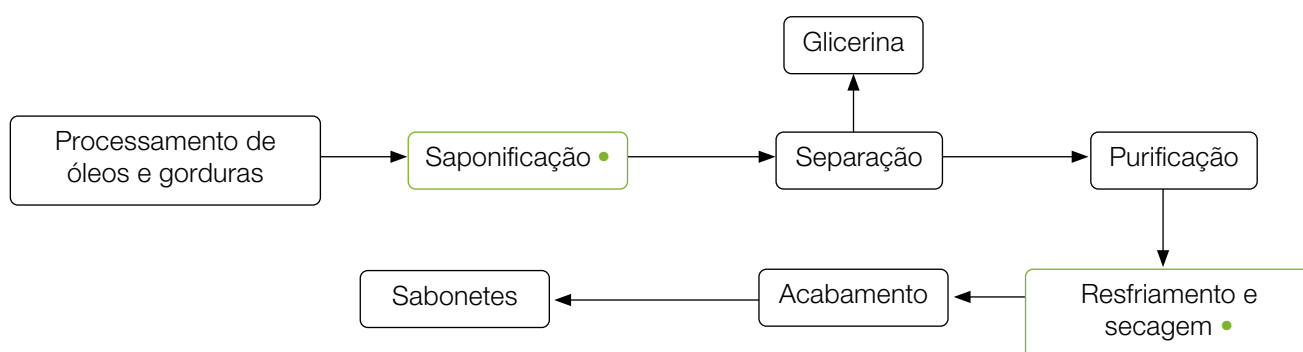 Glicerina
Processamento de
óleos e gorduras
Saponificação •
Separação
Purificação
Sabonetes
Acabamento
Resfriamento e
secagem •